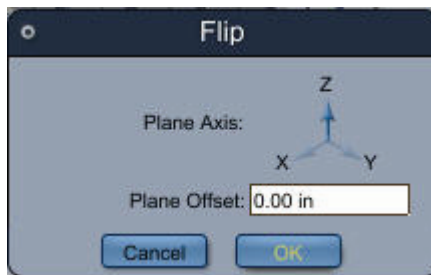 Flip
Z
Plane Axis:
X Y
Plane Offset: 0.00 in
Cancel OK